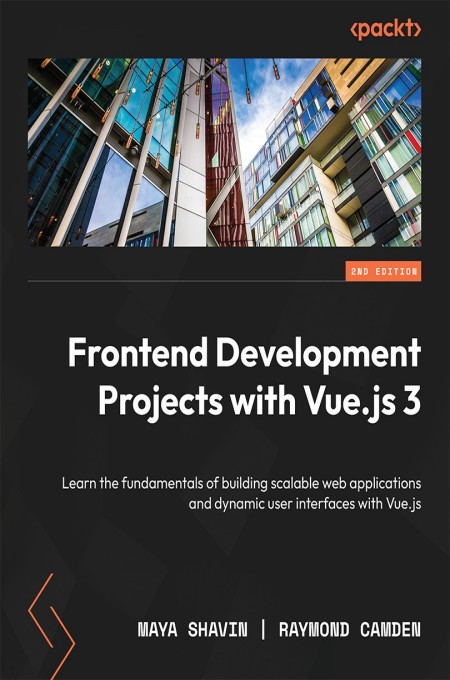 <packt>
2ND EDITION
Frontend Development
Projects with Vue.js 3
Learn the fundamentals of building scalable web applications
and dynamic user interfaces with Vue.js
MAYA SHAVIN | RAYMOND CAMDEN